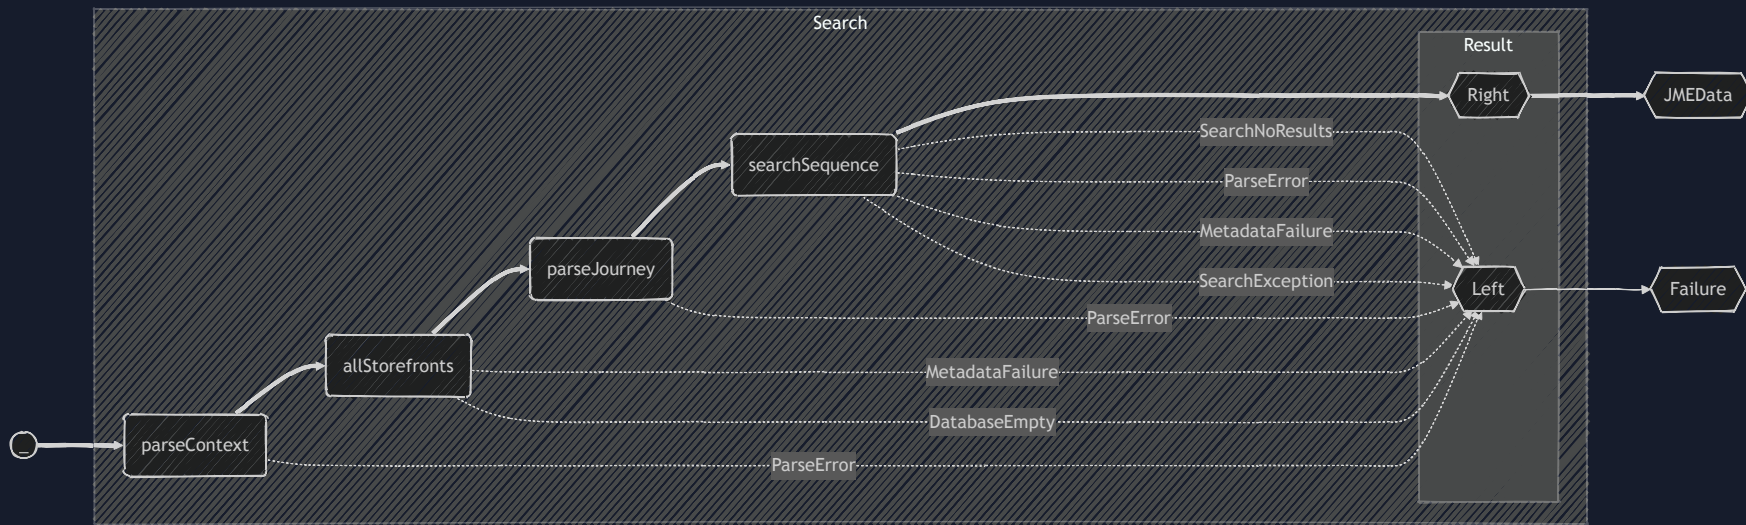 Search
Result
Right
JMEData
SearchNoResults
searchSequence
ParseError
MetadataFailure
parseJourney
SearchException
Left
Failure
ParseError
allStorefronts
MetadataFailure
DatabaseEmpty
_
parseContext
ParseError